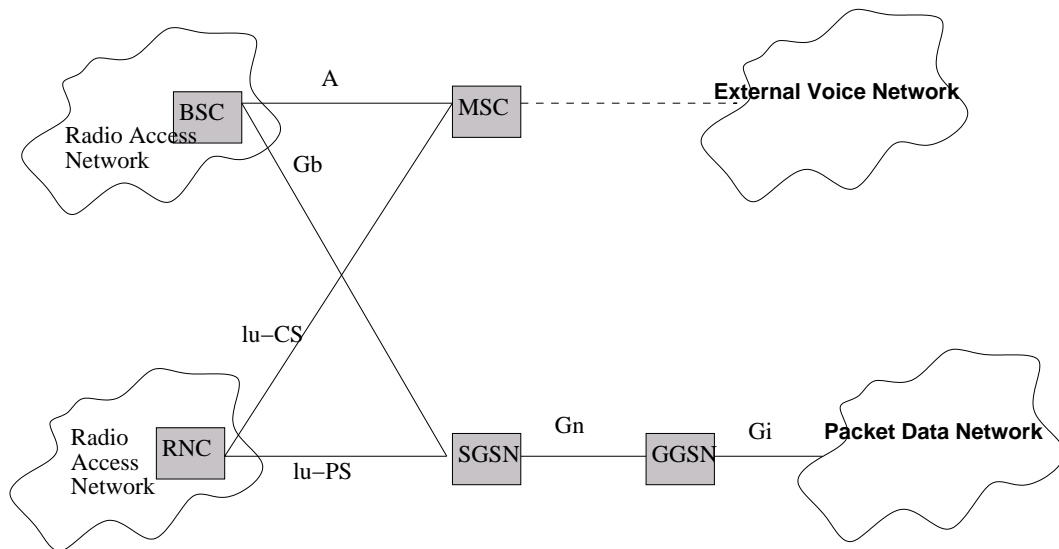 A
BSC
MSC
External Voice Network
Radio Access
Network
Gb
lu−CS
Radio
Access
Network
RNC
lu−PS
SGSN
Gn
GGSN
Gi
Packet Data Network